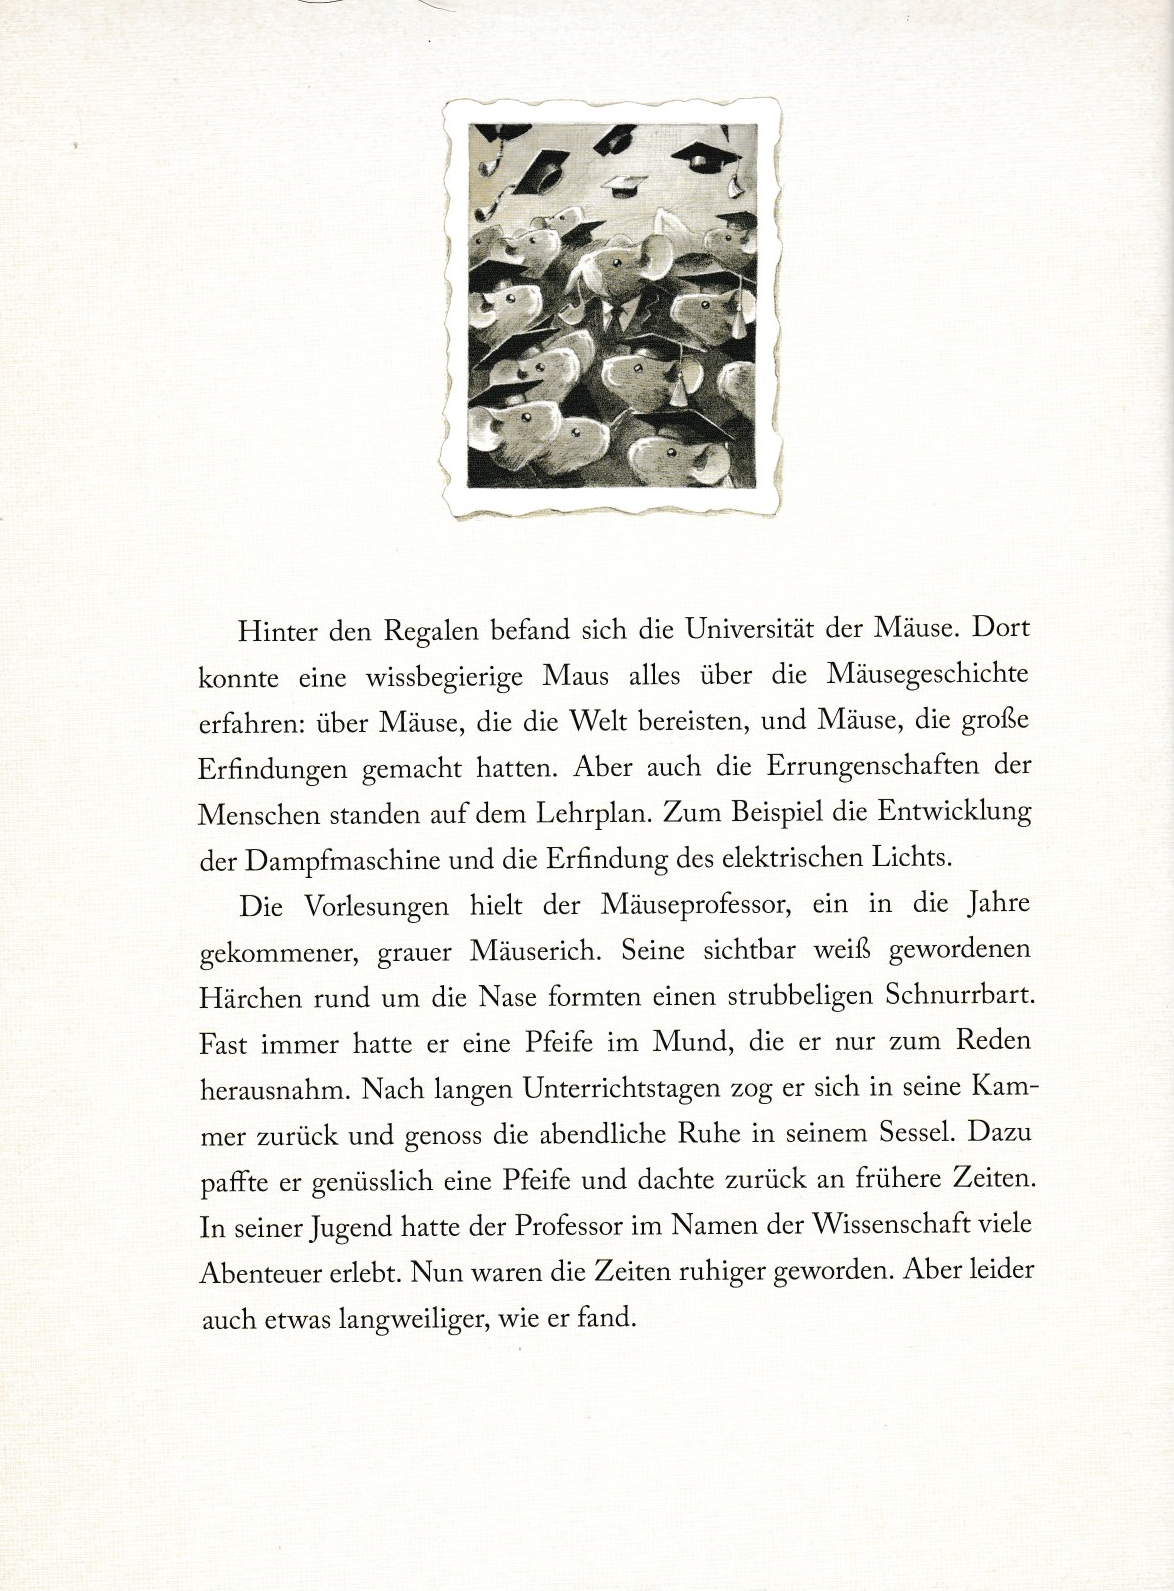 Hinter den Regalen befand sich die Universität der Mäuse. Dort
konnte eine wissbegierige Maus alles über die Mäusegeschichte
erfahren: über Mäuse, die die Welt bereisten, und Mäuse, die große
Erfindungen gemacht hatten. Aber auch die Errungenschaften der
Menschen standen auf dem Lehrplan. Zum Beispiel die Entwicklung
der Dampfmaschine und die Erfindung des elektrischen Lichts.
Die Vorlesungen hielt der Mäuseprofessor, ein in die Jahre
gekommener, grauer Mäuserich. Seine sichtbar weiß gewordenen
Härchen rund um die Nase formten einen strubbeligen Schnurrbart.
Fast immer hatte er eine Pfeife im Mund, die er nur zum Reden
herausnahm. Nach langen Unterrichtstagen zog er sich in seine Kam-
mer zurück und genoss die abendliche Ruhe in seinem Sessel. Dazu
paffte er genüsslich eine Pfeife und dachte zurück an frühere Zeiten.
In seiner Jugend hatte der Professor im Namen der Wissenschaft viele
Abenteuer erlebt. Nun waren die Zeiten ruhiger geworden. Aber leider
auch etwas langweiliger, wie er fand.